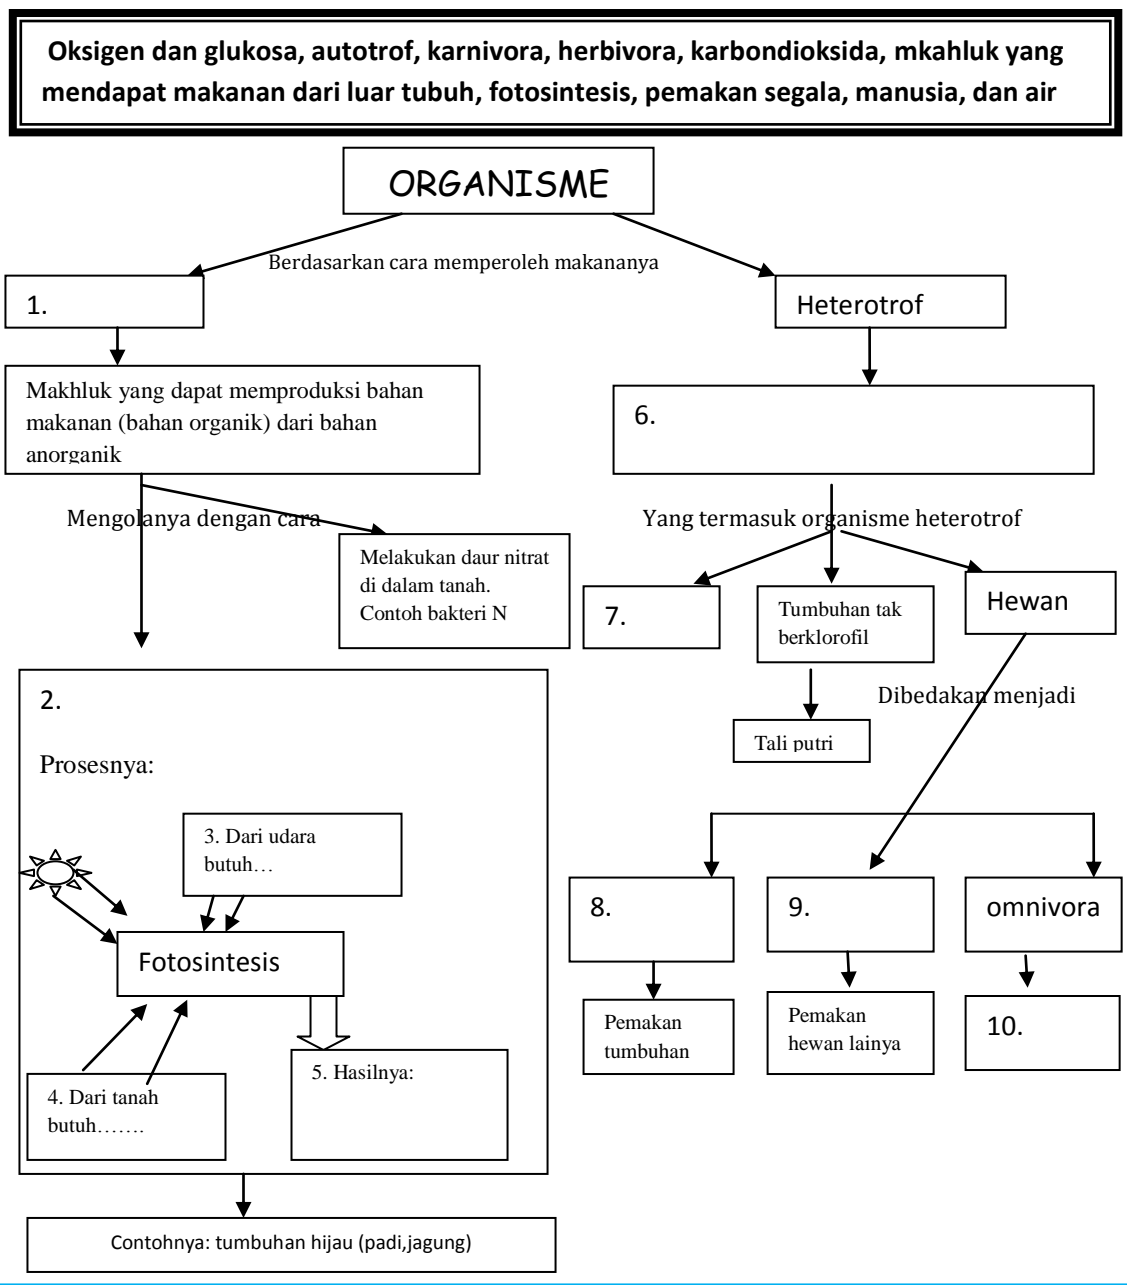 Oksigen dan glukosa, autotrof, karnivora, herbivora, karbondioksida, mkahluk yang
mendapat makanan dari luar tubuh, fotosintesis, pemakan segala, manusia, dan air
ORGANISME
Berdasarkan cara memperoleh makananya
1.
Heterotrof
Makhluk yang dapat memproduksi bahan
makanan (bahan organik) dari bahan
anorganik
6.
Mengolanya dengan cara
Yang termasuk organisme heterotrof
Melakukan daur nitrat
di dalam tanah.
Contoh bakteri N
7.
Tumbuhan tak
berklorofil
Hewan
2.
Dibedakan menjadi
Tali putri
Prosesnya:
3. Dari udara
butuh…
8.
9.
omnivora
Fotosintesis
Pemakan
tumbuhan
Pemakan
hewan lainya
10.
4. Dari tanah
butuh…….
5. Hasilnya:
Contohnya: tumbuhan hijau (padi,jagung)